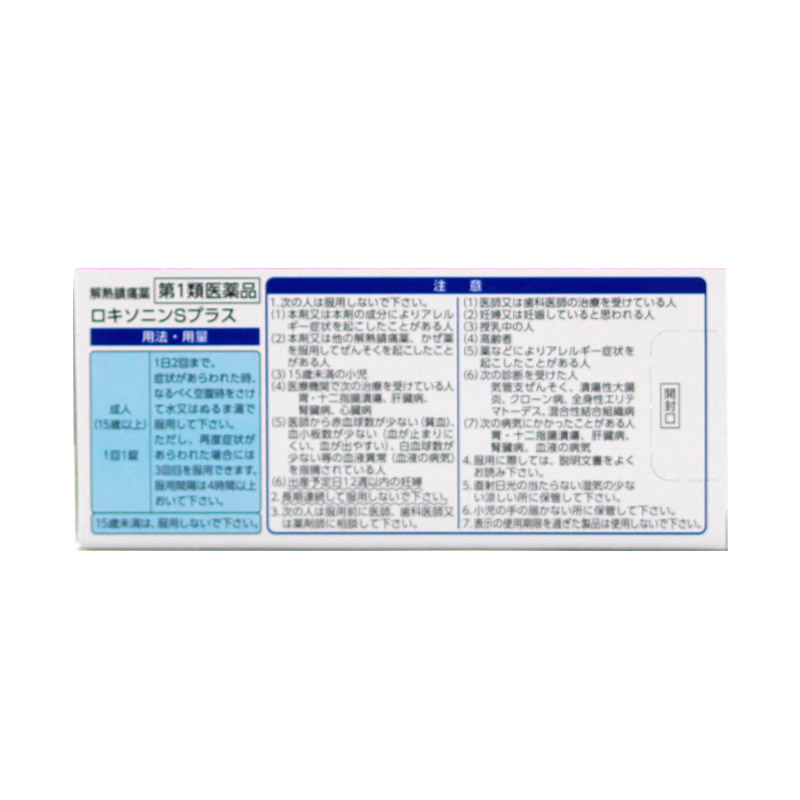 解熱鎮痛薬 第1類医薬品
ロキソニンSプラス
用法・用量
成人
(15歳以上)
1回1錠
1日2回まで。
症状があらわれた時、
なるべく空腹時をさけ
て水又はぬるま湯で
服用して下さい。
ただし、再度症状が
あらわれた場合には
3回目を服用できます。
服用間隔は4時間以上
おいて下さい。
15歳未満は、服用しないで下さい。
注 意
1.次の人は服用しないで下さい。
(1)本剤又は本剤の成分によりアレル
ギー症状を起こしたことがある人
(2)本剤又は他の解熱鎮痛薬、かぜ薬
を服用してぜんそくを起こしたこと
がある人
(3)15歳未満の小児
(4)医療機関で次の治療を受けている人
胃・十二指腸潰瘍、肝臓病、
腎臓病、心臓病
(5)医師から赤血球数が少ない(貧血)、
血小板数が少ない(血が止まりに
くい、血が出やすい)、白血球数が
少ない等の血液異常(血液の病気)
を指摘されている人
(6)出産予定日12週以内の妊婦
2.長期連続して服用しないで下さい。
3.次の人は服用前に医師、歯科医師又
は薬剤師に相談して下さい。
(1)医師又は歯科医師の治療を受けている人
(2)妊婦又は妊娠していると思われる人
(3)授乳中の人
(4)高齢者
(5)薬などによりアレルギー症状を
起こしたことがある人
(6)次の診断を受けた人
気管支ぜんそく、潰瘍性大腸
炎、クローン病、全身性エリテ
マトーデス、混合性結合組織病
(7)次の病気にかかったことがある人
胃・十二指腸潰瘍、肝臓病、
腎臓病、血液の病気
4.服用に際しては、説明文書をよく
お読み下さい。
5.直射日光の当たらない湿気の少な
い涼しい所に保管して下さい。
6.小児の手の届かない所に保管して下さい。
7.表示の使用期限を過ぎた製品は使用しないで下さい。
開封口